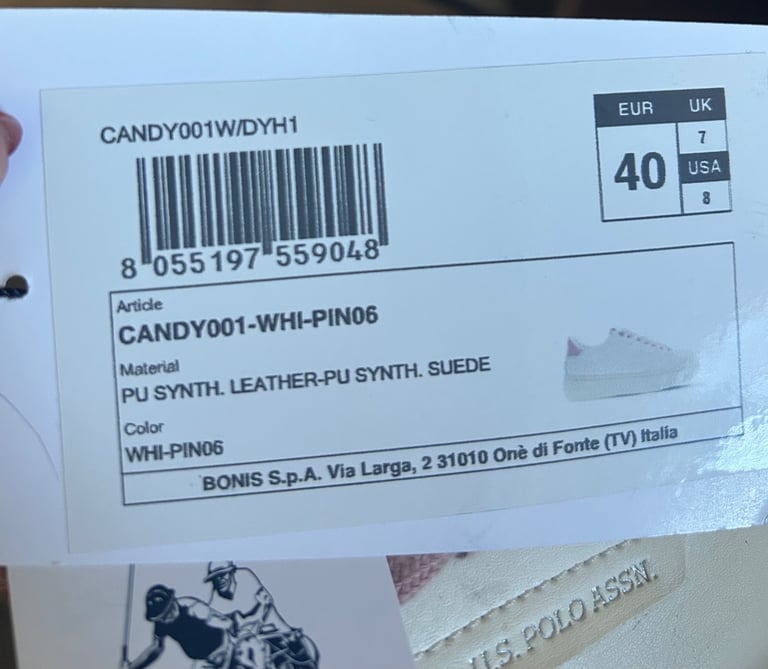 CANDY001W/DYH1
8 055197 559048
EUR UK
40
7
USA
8
Article
CANDY001-WHI-PIN06
Material
PU SYNTH. LEATHER-PU SYNTH. SUEDE
Color
WHI-PIN06
BONIS S.p.A. Via Larga, 2 31010 Onè di Fonte (TV) Italia
U.S. POLO ASSN.